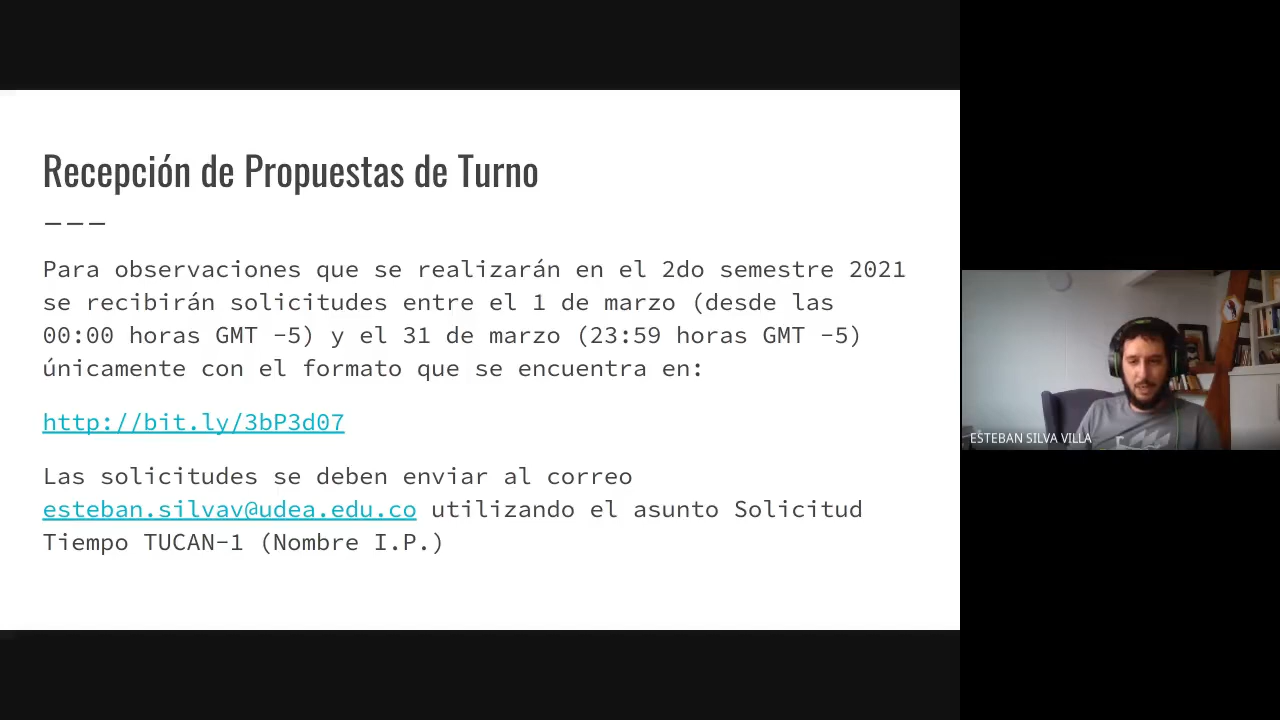 Recepción de Propuestas de Turno
———
Para observaciones que se realizarán en el 2do semestre 2021
se recibirán solicitudes entre el 1 de marzo (desde las
00:00 horas GMT -5) y el 31 de marzo (23:59 horas GMT -5)
únicamente con el formato que se encuentra en:
http://bit.ly/3bP3d07
Las solicitudes se deben enviar al correo
esteban.silvav@udea.edu.co utilizando el asunto Solicitud
Tiempo TUCAN-1 (Nombre I.P.)
ESTEBAN SILVA VILLA